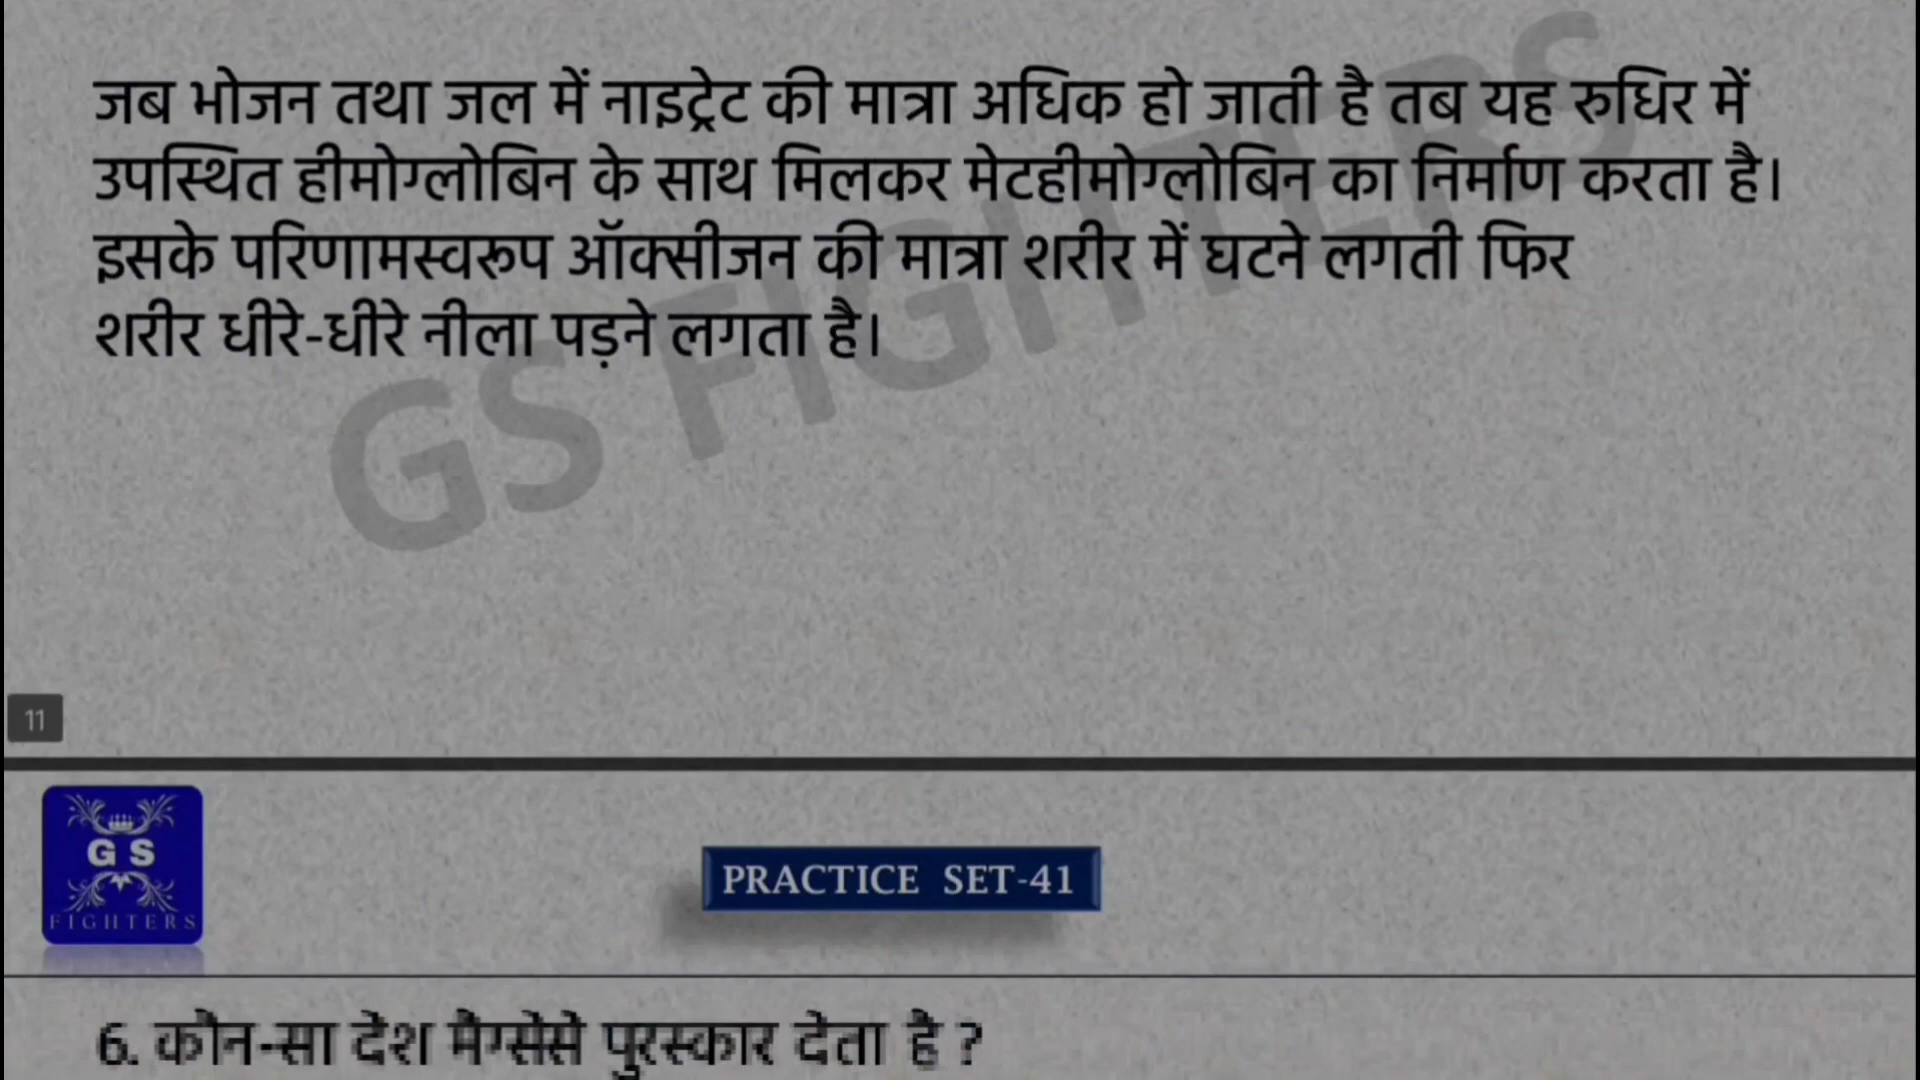 जब भोजन तथा जल में नाइट्रेट की मात्रा अधिक हो जाती है तब यह रुधिर में
उपस्थित हीमोग्लोबिन के साथ मिलकर मेटहीमोग्लोबिन का निर्माण करता है।
इसके परिणामस्वरूप ऑक्सीजन की मात्रा शरीर में घटने लगती फिर
शरीर धीरे-धीरे नीला पड़ने लगता है।
GS FIGHTERS
11
G S
FIGHTERS
PRACTICE SET-41
6. कौन-सा देश मैग्सेसे पुरस्कार देता है ?